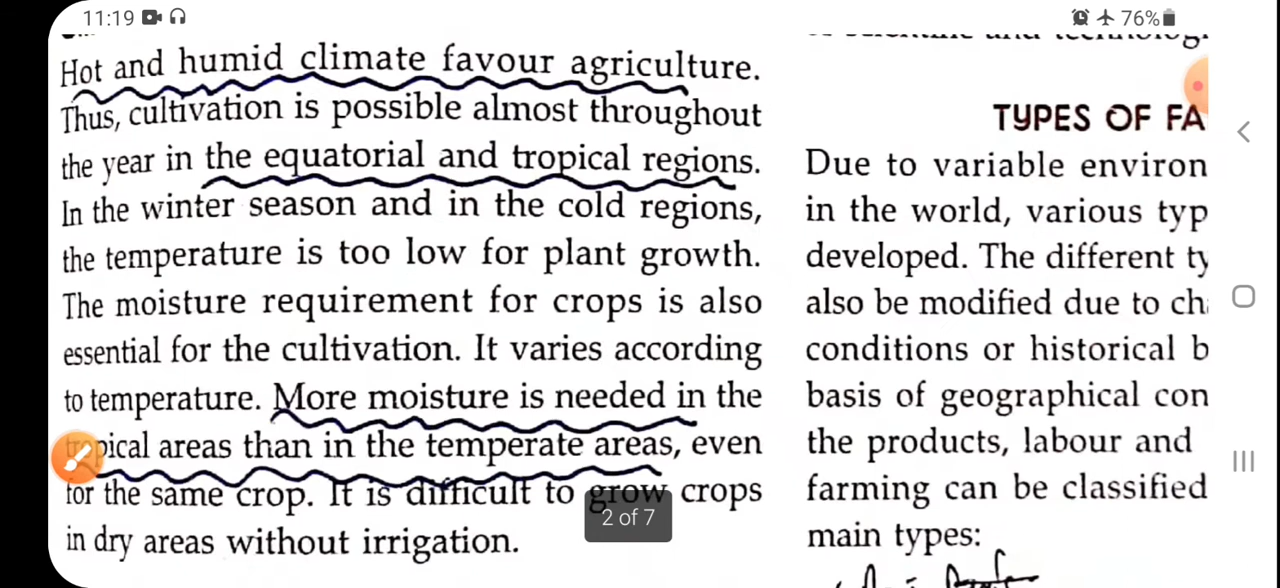 11:19
76%
Hot and humid climate favour agriculture.
Thus, cultivation is possible almost throughout
the year in the equatorial and tropical regions.
In the winter season and in the cold regions,
the temperature is too low for plant growth.
The moisture requirement for crops is also
essential for the cultivation. It varies according
to temperature. More moisture is needed in the
tropical areas than in the temperate areas, even
for the same crop. It is difficult to grow crops
in dry areas without irrigation.
TYPES OF FA
Due to variable environ
in the world, various typ
developed. The different ty
also be modified due to ch
conditions or historical b
basis of geographical con
the products, labour and
farming can be classified
main types:
2 of 7